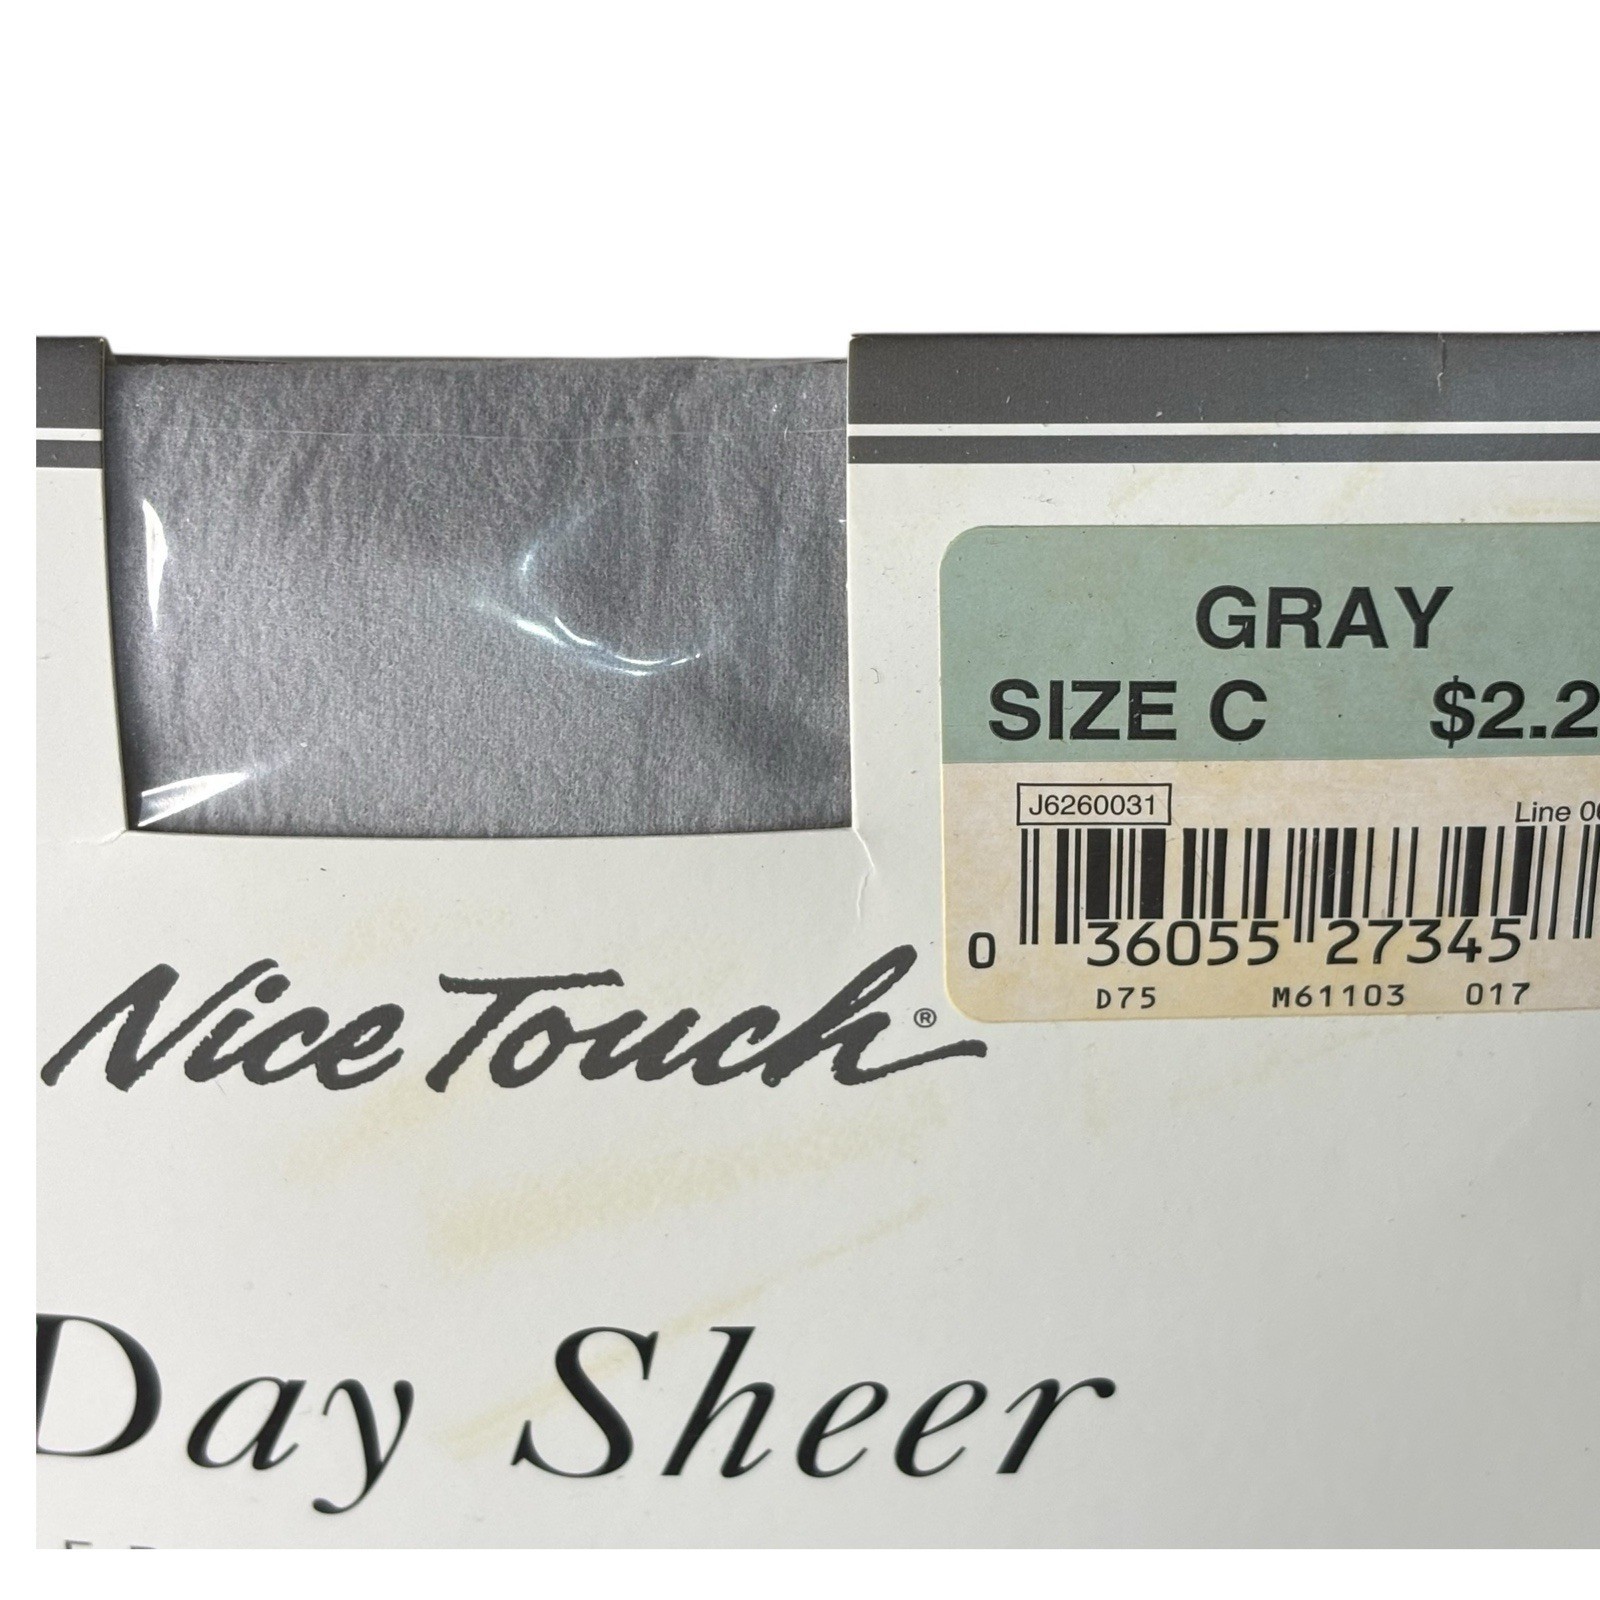 GRAY
SIZE C $2.2
J6260031
Line 0
0 36055 27345
D75 M61103 017
Nice Touch®
Day Sheer